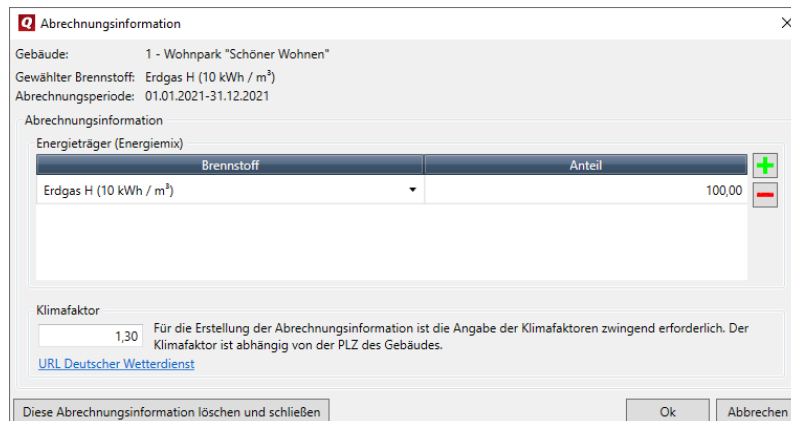 Abrechnungsinformation
Gebäude: 1 - Wohnpark "Schöner Wohnen"
Gewählter Brennstoff: Erdgas H (10 kWh / m³)
Abrechnungsperiode: 01.01.2021-31.12.2021
Abrechnungsinformation
Energieträger (Energiemix)
Brennstoff Anteil
Erdgas H (10 kWh / m³) 100,00
Klimafaktor
1,30 Für die Erstellung der Abrechnungsinformation ist die Angabe der Klimafaktoren zwingend erforderlich. Der
Klimafaktor ist abhängig von der PLZ des Gebäudes.
URL Deutscher Wetterdienst
Diese Abrechnungsinformation löschen und schließen Ok Abbrechen